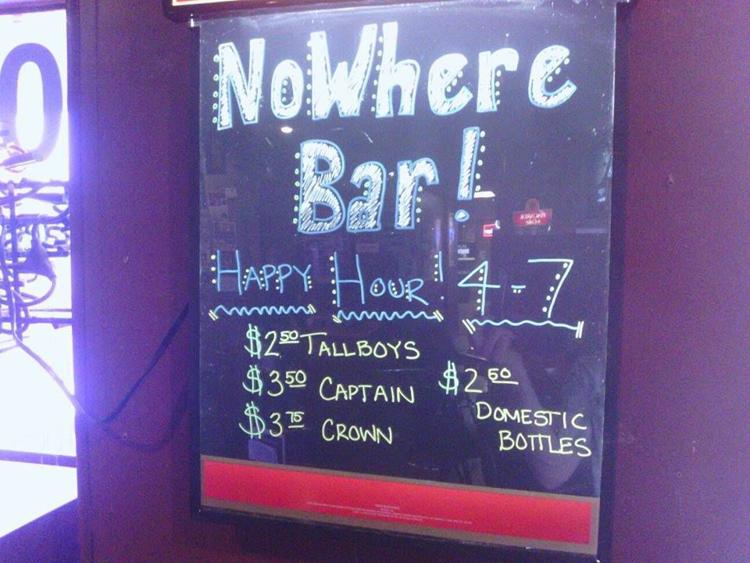 NoWhere
Bar!
HAPPY HOUR! 4-7
$2.50 TALLBOYS
$3.50 CAPTAIN
$3.75 CROWN
$2.50
DOMESTIC
BOTTLES